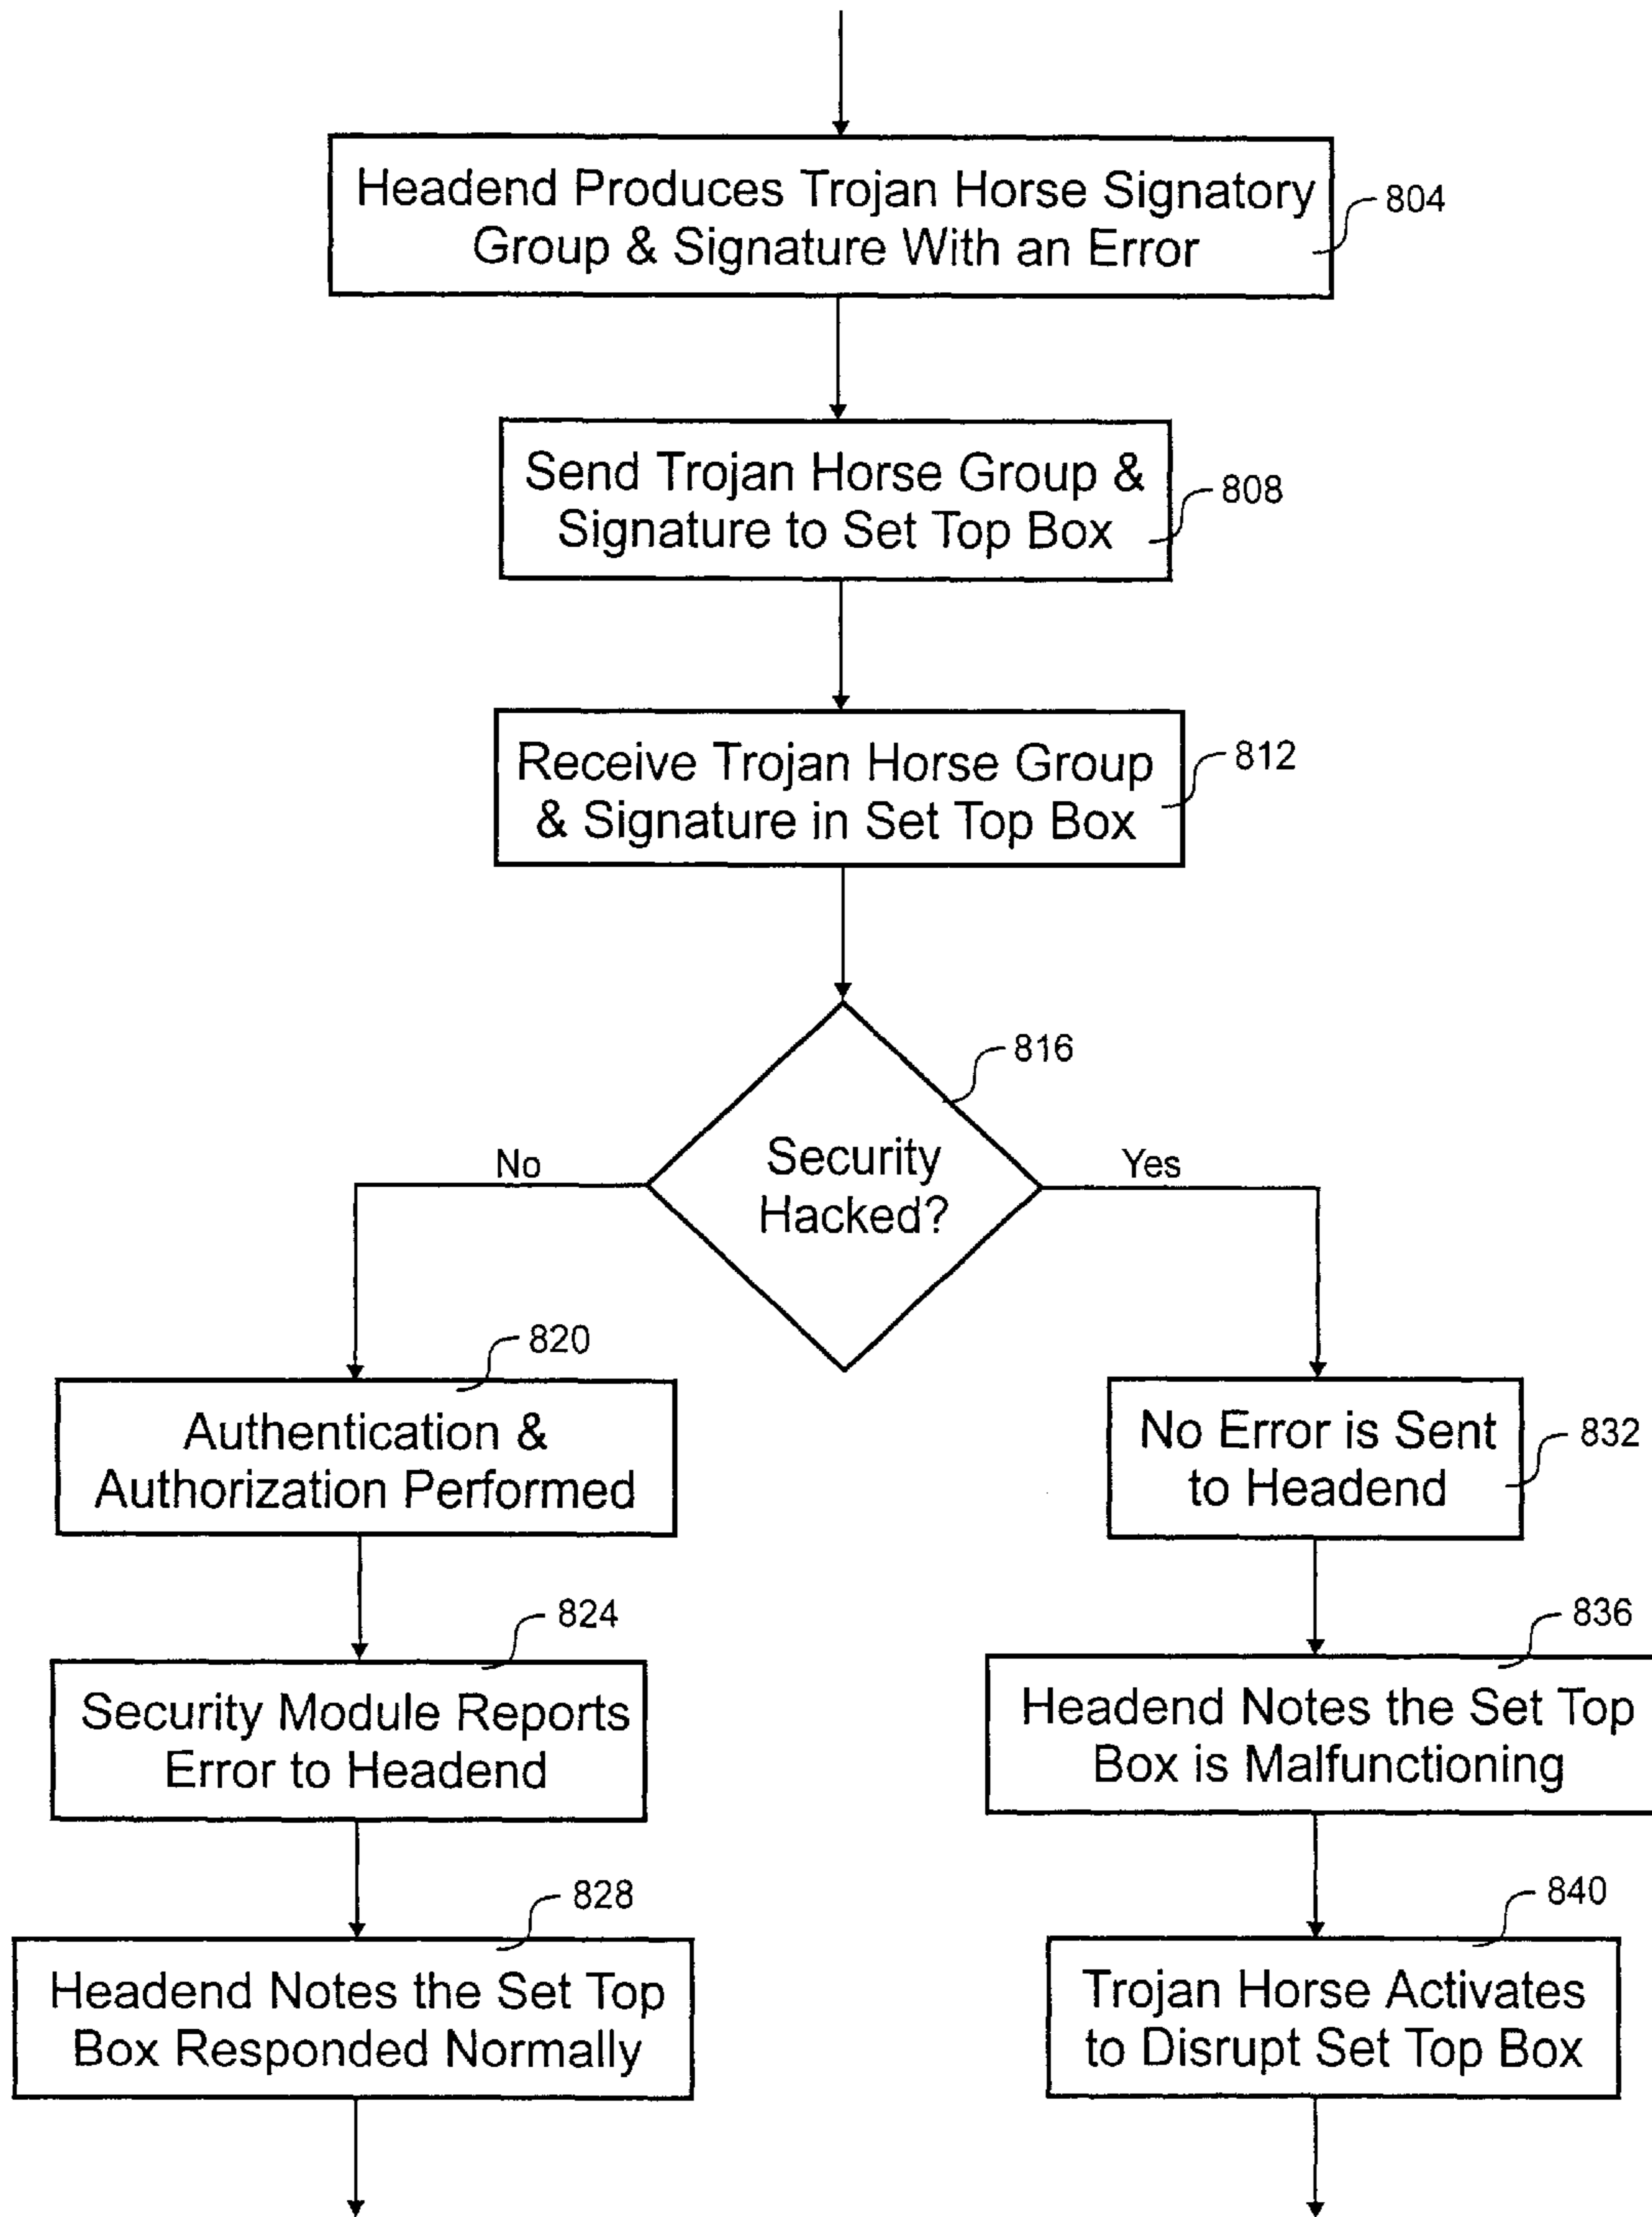 Headend Produces Trojan Horse Signatory
Group & Signature With an Error
804
Send Trojan Horse Group &
Signature to Set Top Box
808
Receive Trojan Horse Group
& Signature in Set Top Box
812
816
Security
Hacked?
No
Yes
820
Authentication &
Authorization Performed
No Error is Sent
to Headend
832
824
Security Module Reports
Error to Headend
836
Headend Notes the Set Top
Box is Malfunctioning
828
Headend Notes the Set Top
Box Responded Normally
840
Trojan Horse Activates
to Disrupt Set Top Box